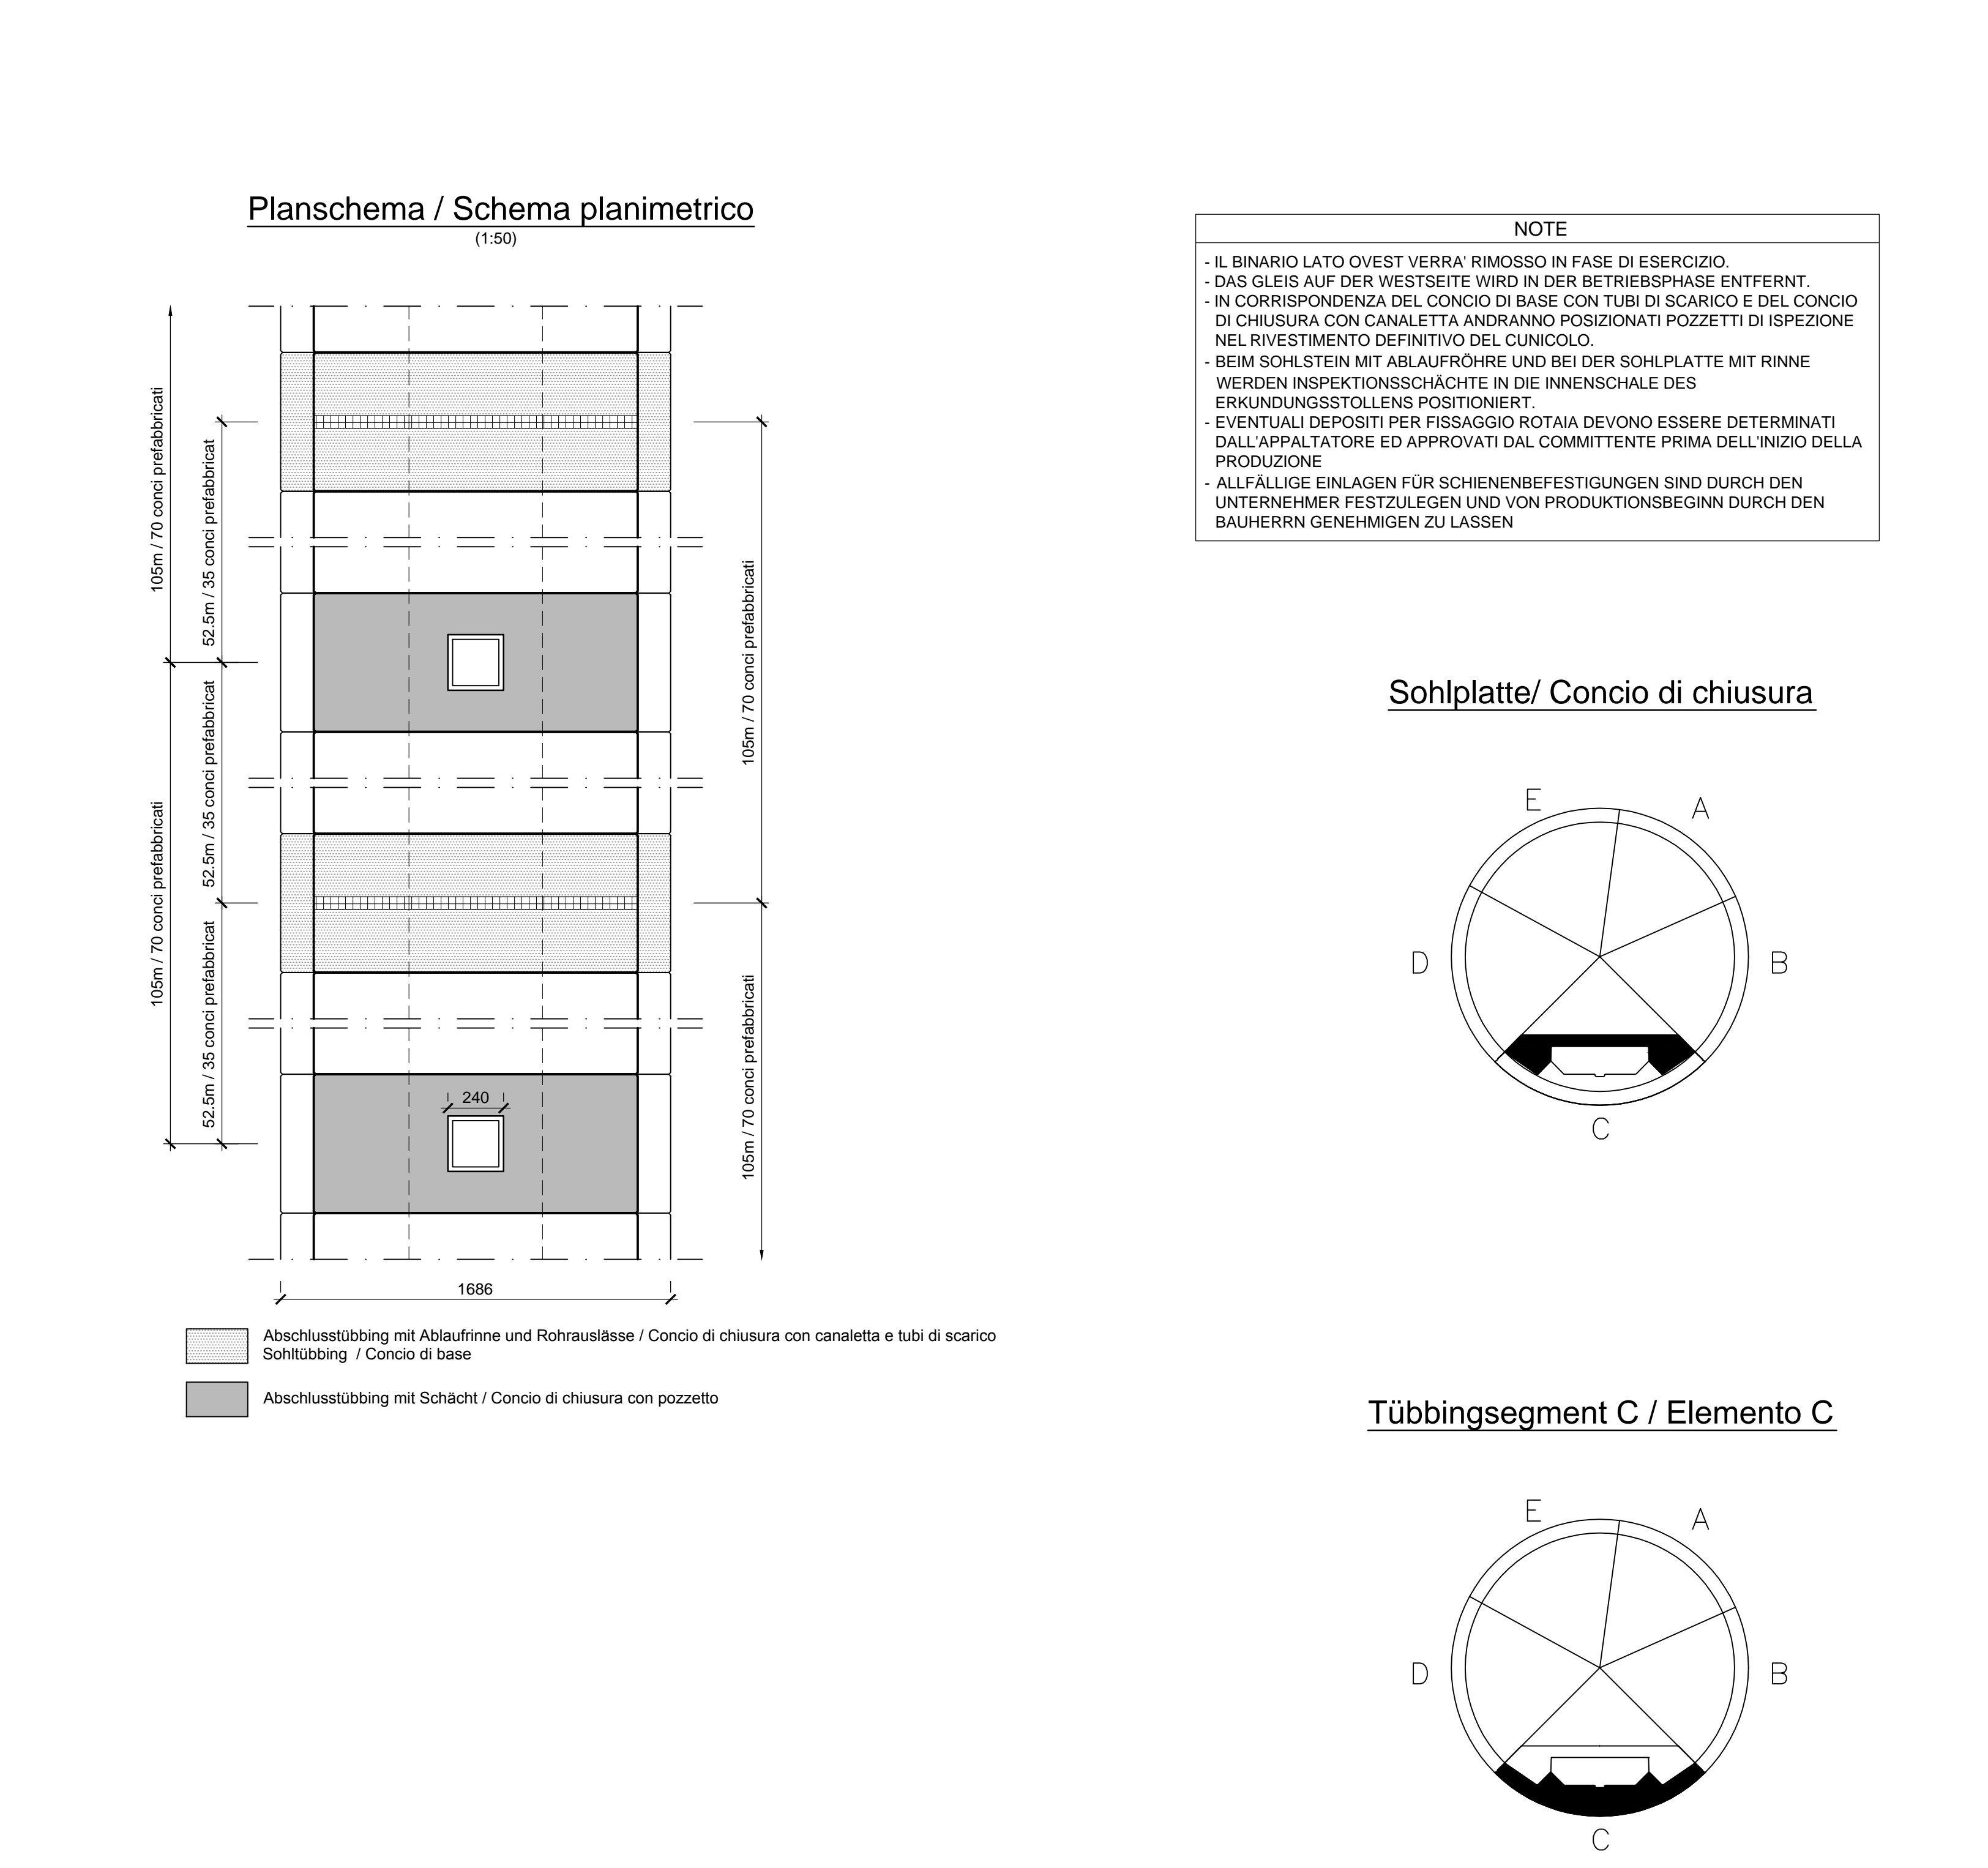 Planschema / Schema planimetrico
(1:50)
105m / 70 conci prefabbricati
52.5m / 35 conci prefabbricat
105m / 70 conci prefabbricati
52.5m / 35 conci prefabbricat
105m / 70 conci prefabbricati
52.5m / 35 conci prefabbricat
105m / 70 conci prefabbricati
240
1686
Abschlusstübbing mit Ablaufrinne und Rohrauslässe / Concio di chiusura con canaletta e tubi di scarico
Sohltübbing / Concio di base
Abschlusstübbing mit Schächt / Concio di chiusura con pozzetto
NOTE
- IL BINARIO LATO OVEST VERRA' RIMOSSO IN FASE DI ESERCIZIO.
- DAS GLEIS AUF DER WESTSEITE WIRD IN DER BETRIEBSPHASE ENTFERNT.
- IN CORRISPONDENZA DEL CONCIO DI BASE CON TUBI DI SCARICO E DEL CONCIO
DI CHIUSURA CON CANALETTA ANDRANNO POSIZIONATI POZZETTI DI ISPEZIONE
NEL RIVESTIMENTO DEFINITIVO DEL CUNICOLO.
- BEIM SOHLSTEIN MIT ABLAUFRÖHRE UND BEI DER SOHLPLATTE MIT RINNE
WERDEN INSPEKTIONSSCHÄCHTE IN DIE INNENSCHALE DES
ERKUNDUNGSSTOLLENS POSITIONIERT.
- EVENTUALI DEPOSITI PER FISSAGGIO ROTAIA DEVONO ESSERE DETERMINATI
DALL'APPALTATORE ED APPROVATI DAL COMMITTENTE PRIMA DELL'INIZIO DELLA
PRODUZIONE
- ALLFÄLLIGE EINLAGEN FÜR SCHIENENBEFESTIGUNGEN SIND DURCH DEN
UNTERNEHMER FESTZULEGEN UND VON PRODUKTIONSBEGINN DURCH DEN
BAUHERRN GENEHMIGEN ZU LASSEN
Sohlplatte/ Concio di chiusura
E
A
D
B
C
Tübbingsegment C / Elemento C
E
A
D
B
C